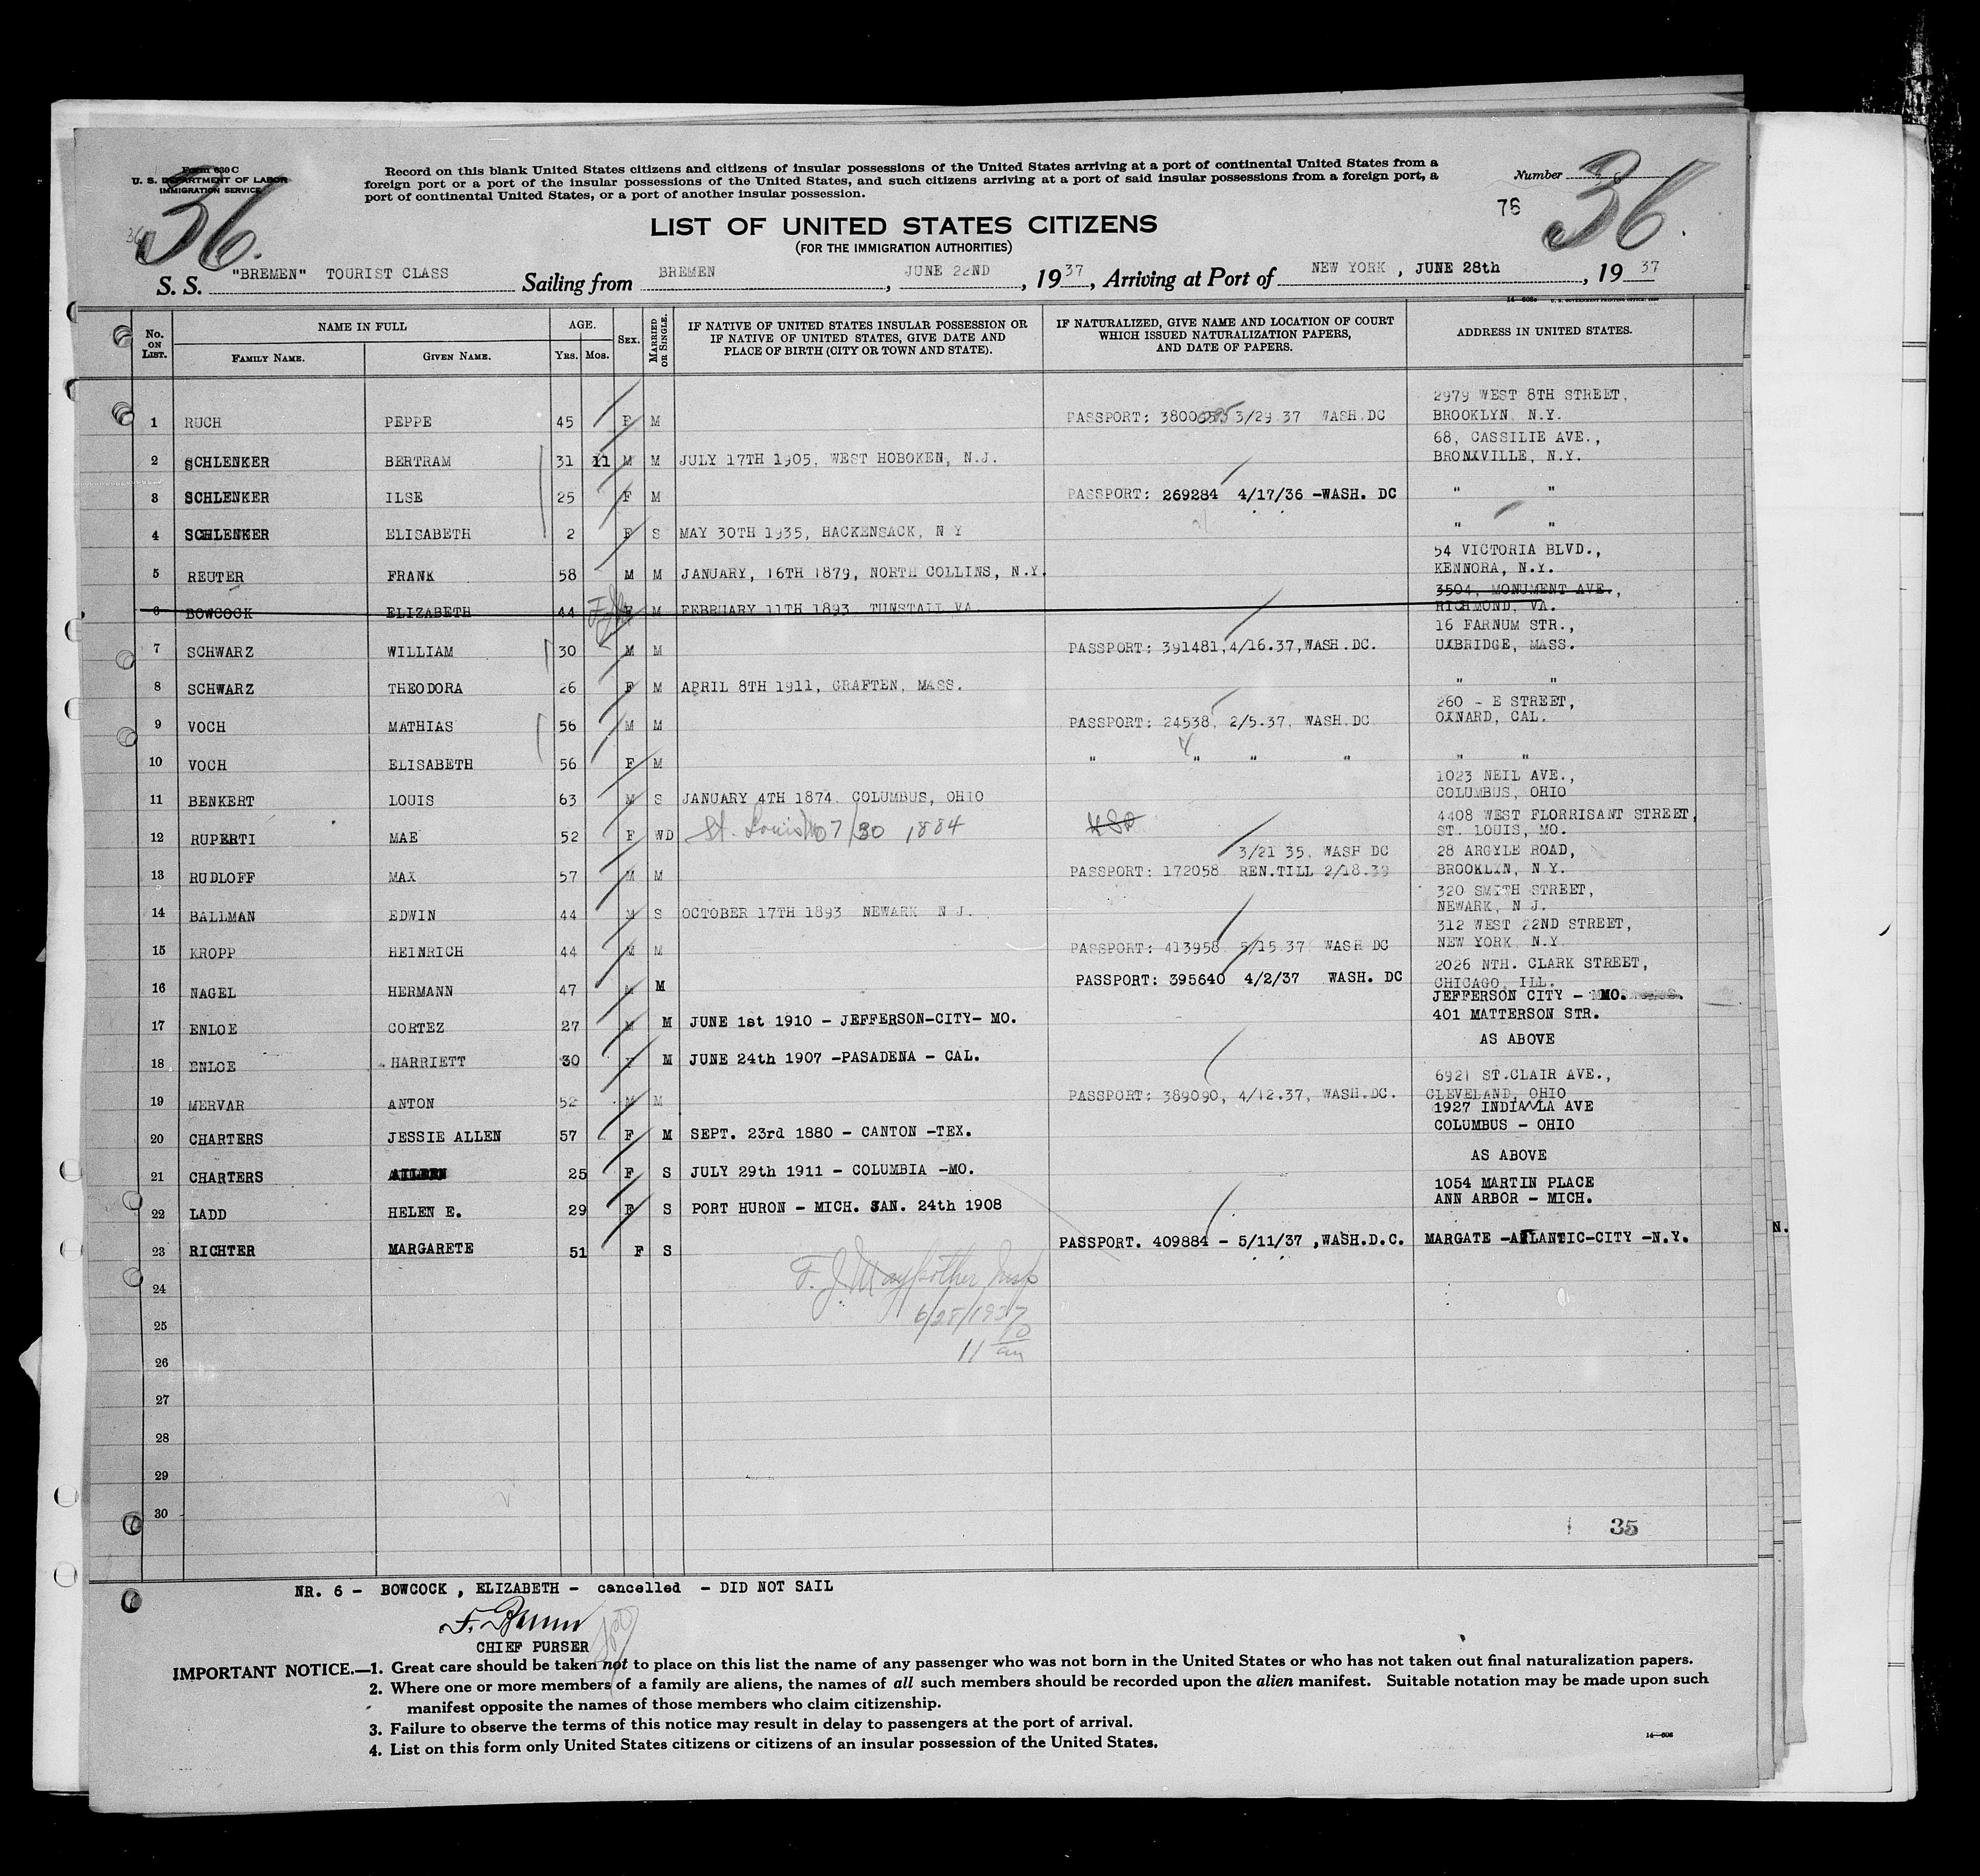 Form 630 C
U. S. DEPARTMENT OF LABOR
IMMIGRATION SERVICE
36.
36
Record on this blank United States citizens and citizens of insular possessions of the United States arriving at a port of continental United States from a
foreign port or a port of the insular possessions of the United States, and such citizens arriving at a port of said insular possessions from a foreign port, a
port of continental United States, or a port of another insular possession.
Number
76
36.
LIST OF UNITED STATES CITIZENS
(FOR THE IMMIGRATION AUTHORITIES)
S. S. "BREMEN" TOURIST CLASS Sailing from BREMEN, JUNE 22ND, 1937, Arriving at Port of NEW YORK, JUNE 28th, 1937
No. ON LIST. NAME IN FULL FAMILY NAME. GIVEN NAME. AGE. YRS. MOS. SEX. MARRIED OR SINGLE. IF NATIVE OF UNITED STATES INSULAR POSSESSION OR IF NATIVE OF UNITED STATES, GIVE DATE AND PLACE OF BIRTH (CITY OR TOWN AND STATE). IF NATURALIZED, GIVE NAME AND LOCATION OF COURT WHICH ISSUED NATURALIZATION PAPERS, AND DATE OF PAPERS. ADDRESS IN UNITED STATES.
2979 WEST 8TH STREET,
1 RUCH PEPPE 45 F M PASSPORT: 3/29.37 WASH.DC BROOKLYN N.Y.
68, CASSILIE AVE.,
2 SCHLENKER BERTRAM 31 11 M M JULY 17TH 1905, WEST HOBOKEN, N.J. BRONXVILLE, N.Y.
3 SCHLENKER ILSE 25 F M PASSPORT: 269284 4/17/36 -WASH. DC " "
4 SCHLENKER ELISABETH 2 F S MAY 30TH 1935, HACKENSACK, N Y " "
54 VICTORIA BLVD.,
5 REUTER FRANK 58 M M JANUARY, 16TH 1879, NORTH COLLINS, N.Y. KENNORA, N.Y.
3504, MONUMENT AVE.,
6 BOWCOCK ELIZABETH 44 F M FEBRUARY 11TH 1893 TUNSTALL VA. RICHMOND, VA.
16 FARNUM STR.,
7 SCHWARZ WILLIAM 30 M M PASSPORT: 391481, 4/16.37, WASH.DC. UXBRIDGE, MASS.
8 SCHWARZ THEODORA 26 F M APRIL 8TH 1911, GRAFTEN, MASS. " "
260 - E STREET,
9 VOCH MATHIAS 56 M M PASSPORT: 24538, 2/5.37, WASH.DC OXNARD, CAL.
10 VOCH ELISABETH 56 F M " " " " " "
1023 NEIL AVE.,
11 BENKERT LOUIS 63 M S JANUARY 4TH 1874. COLUMBUS, OHIO COLUMBUS, OHIO
4408 WEST FLORRISANT STREET,
12 RUPERTI MAE 52 F WD St. Louis Mo 7/30 1884 ST. LOUIS, MO.
3/21 35, WASH DC 28 ARGYLE ROAD,
13 RUDLOFF MAX 57 M M PASSPORT: 172058 REN.TILL 2/18.39 BROOKLIN, N.Y.
320 SMITH STREET,
14 BALLMAN EDWIN 44 M S OCTOBER 17TH 1893 NEWARK N J. NEWARK, N J.
312 WEST 22ND STREET,
15 KROPP HEINRICH 44 M M PASSPORT: 413958 5/15 37 WASH DC NEW YORK N.Y.
2026 NTH. CLARK STREET,
16 NAGEL HERMANN 47 M M PASSPORT: 395640 4/2/37 WASH. DC CHICAGO, ILL.
JEFFERSON CITY - MO.
17 ENLOE CORTEZ 27 M M JUNE 1st 1910 - JEFFERSON-CITY- MO. 401 MATTERSON STR.
18 ENLOE HARRIETT 30 F M JUNE 24th 1907 -PASADENA - CAL. AS ABOVE
6921 ST.CLAIR AVE.,
19 MERVAR ANTON 52 M M PASSPORT: 389090, 4/12.37, WASH.DC. CLEVELAND, OHIO
1927 INDIANLA AVE
20 CHARTERS JESSIE ALLEN 57 F M SEPT. 23rd 1880 - CANTON -TEX. COLUMBUS - OHIO
21 CHARTERS AILEEN 25 F S JULY 29th 1911 - COLUMBIA -MO. AS ABOVE
1054 MARTIN PLACE
22 LADD HELEN E. 29 F S PORT HURON - MICH. JAN. 24th 1908 ANN ARBOR - MICH.
23 RICHTER MARGARETE 51 F S PASSPORT. 409884 - 5/11/37 ,WASH.D.C. MARGATE -ATLANTIC-CITY -N.Y.
24
F. J. Insp
25 6/28/1937
26 11 am
27
28
29
30
35
NR. 6 - BOWCOCK , ELIZABETH - cancelled - DID NOT SAIL
CHIEF PURSER
IMPORTANT NOTICE.—1. Great care should be taken not to place on this list the name of any passenger who was not born in the United States or who has not taken out final naturalization papers.
2. Where one or more members of a family are aliens, the names of all such members should be recorded upon the alien manifest. Suitable notation may be made upon such
manifest opposite the names of those members who claim citizenship.
3. Failure to observe the terms of this notice may result in delay to passengers at the port of arrival.
4. List on this form only United States citizens or citizens of an insular possession of the United States.